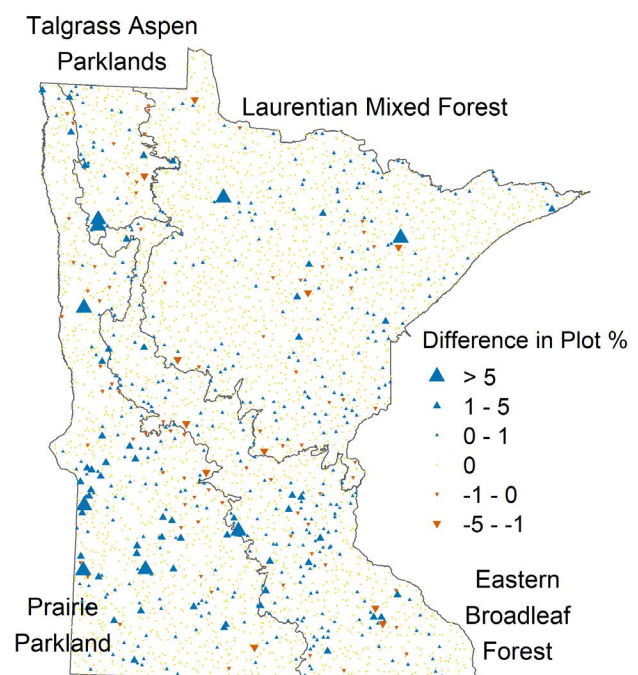 Talgrass Aspen
Parklands
Laurentian Mixed Forest
Difference in Plot %
> 5
1 - 5
0 - 1
0
-1 - 0
-5 - -1
Prairie
Parkland
Eastern
Broadleaf
Forest